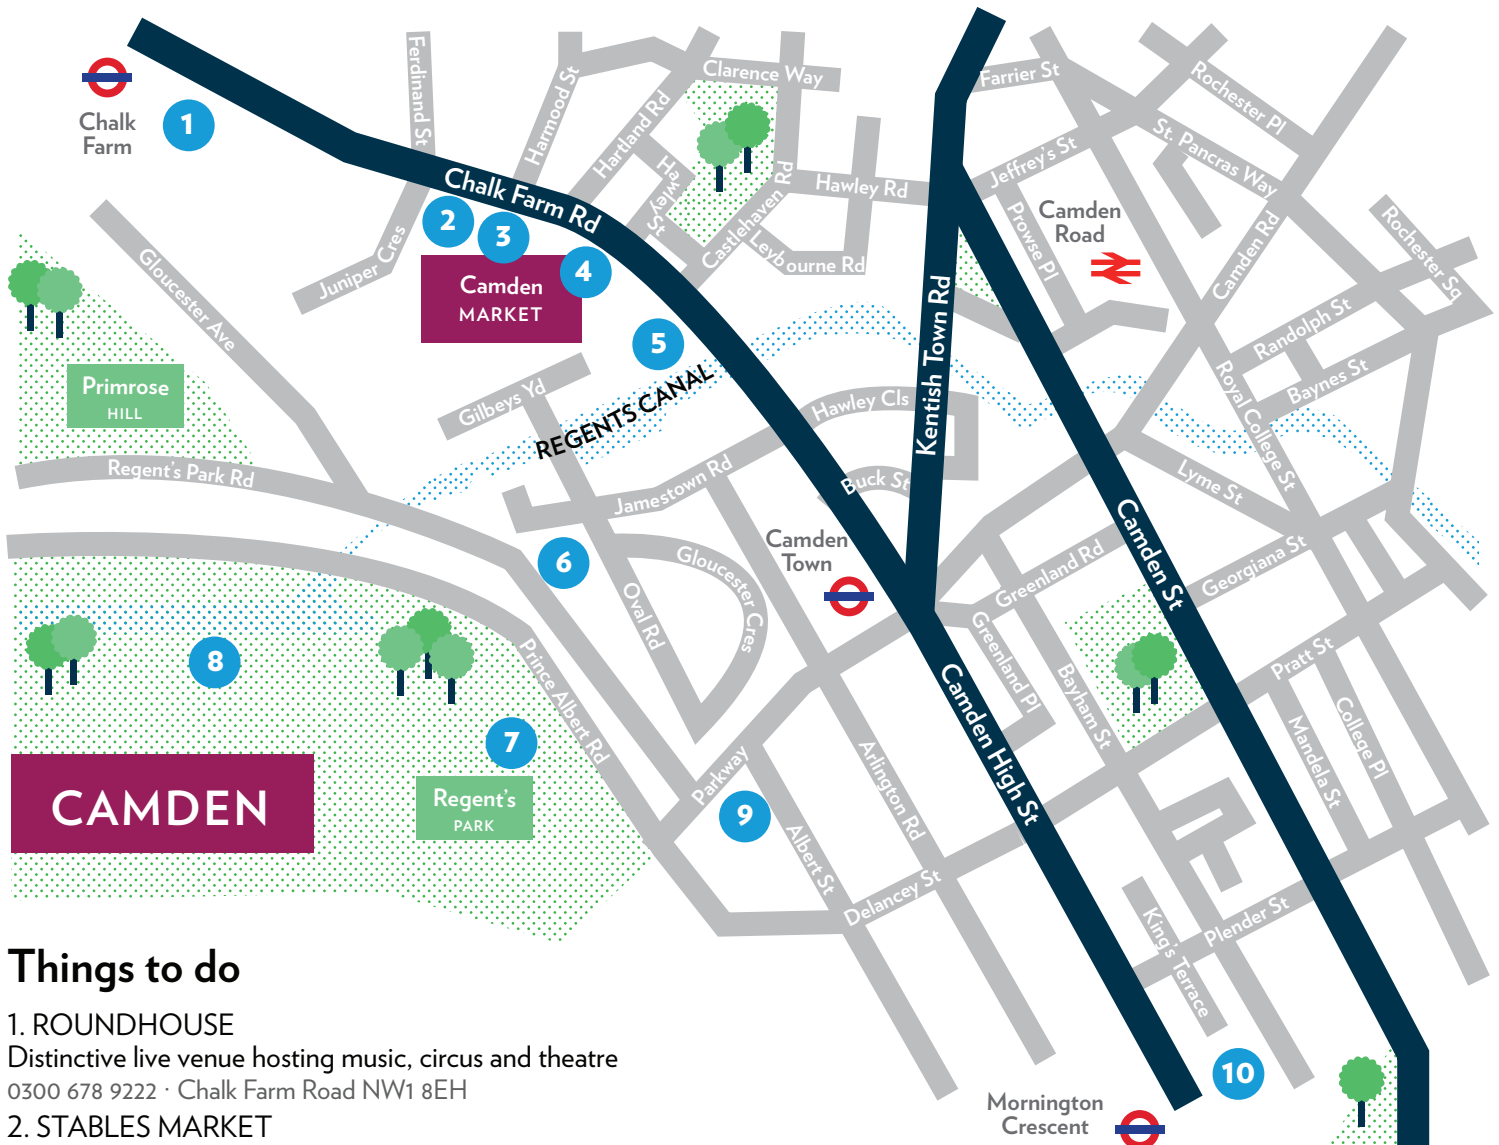 Chalk
Farm
1
Ferdinand St
Harmood St
Hartland Rd
Clarence Way
Farrier St
Rochester Pl
St. Pancras Way
Jeffrey's St
Hawley St
Castlehaven Rd
Hawley Rd
Leybourne Rd
Prowse Pl
Camden
Road
Camden Rd
Rochester Sq
Chalk Farm Rd
2
3
4
Camden
MARKET
5
Juniper Cres
Gloucester Ave
Primrose
HILL
Regent's Park Rd
Gilbeys Yd
REGENTS CANAL
Kentish Town Rd
Hawley Cls
Buck St
Jamestown Rd
Randolph St
Baynes St
Royal College St
Lyme St
Camden St
Georgiana St
Greenland Rd
Greenland Pl
Camden
Town
6
Gloucester Cres
Oval Rd
Prince Albert Rd
8
7
Regent's
PARK
CAMDEN
Parkway
9
Albert St
Arlington Rd
Delancey St
Camden High St
Bayham St
Pratt St
Mandela St
College Pl
Plender St
King's Terrace
10
Mornington
Crescent
Things to do
1. ROUNDHOUSE
Distinctive live venue hosting music, circus and theatre
0300 678 9222 · Chalk Farm Road NW1 8EH
2. STABLES MARKET